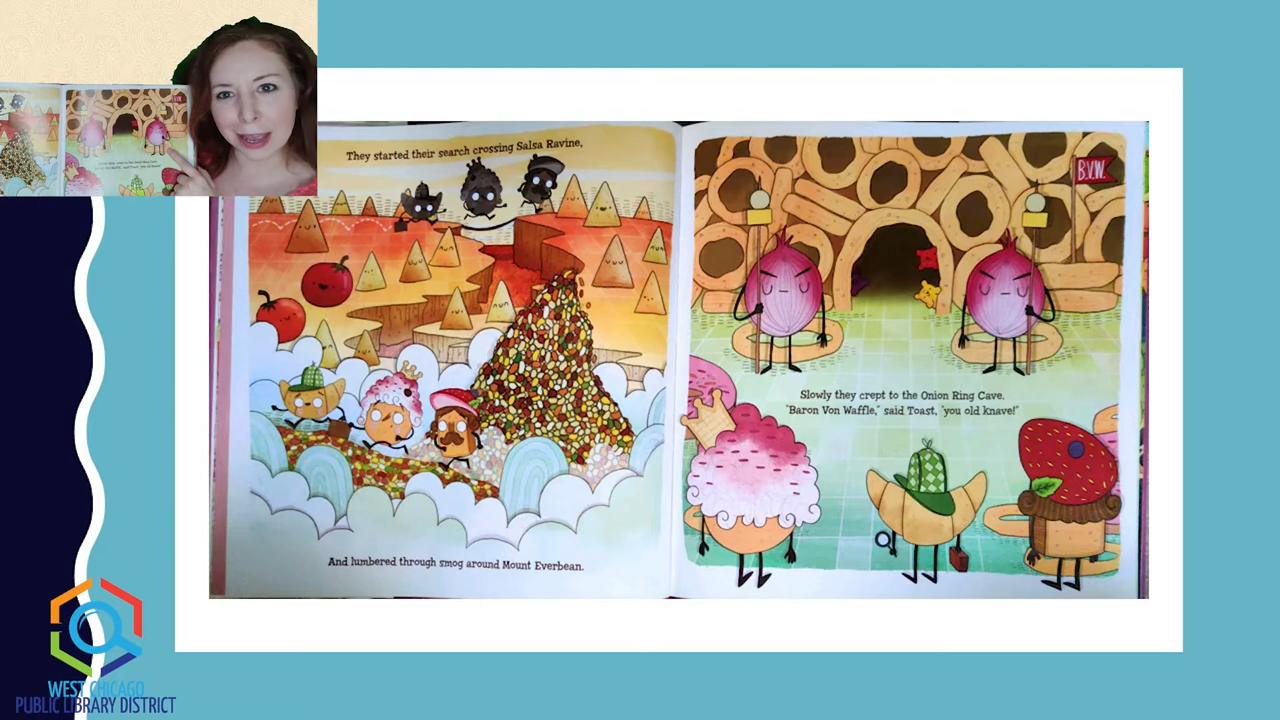 They started their search crossing Salsa Ravine,
And lumbered through smog around Mount Everbean.
B.V.W.
Slowly they crept to the Onion Ring Cave.
"Baron Von Waffle," said Toast, "you old knave!"
WEST CHICAGO
PUBLIC LIBRARY DISTRICT